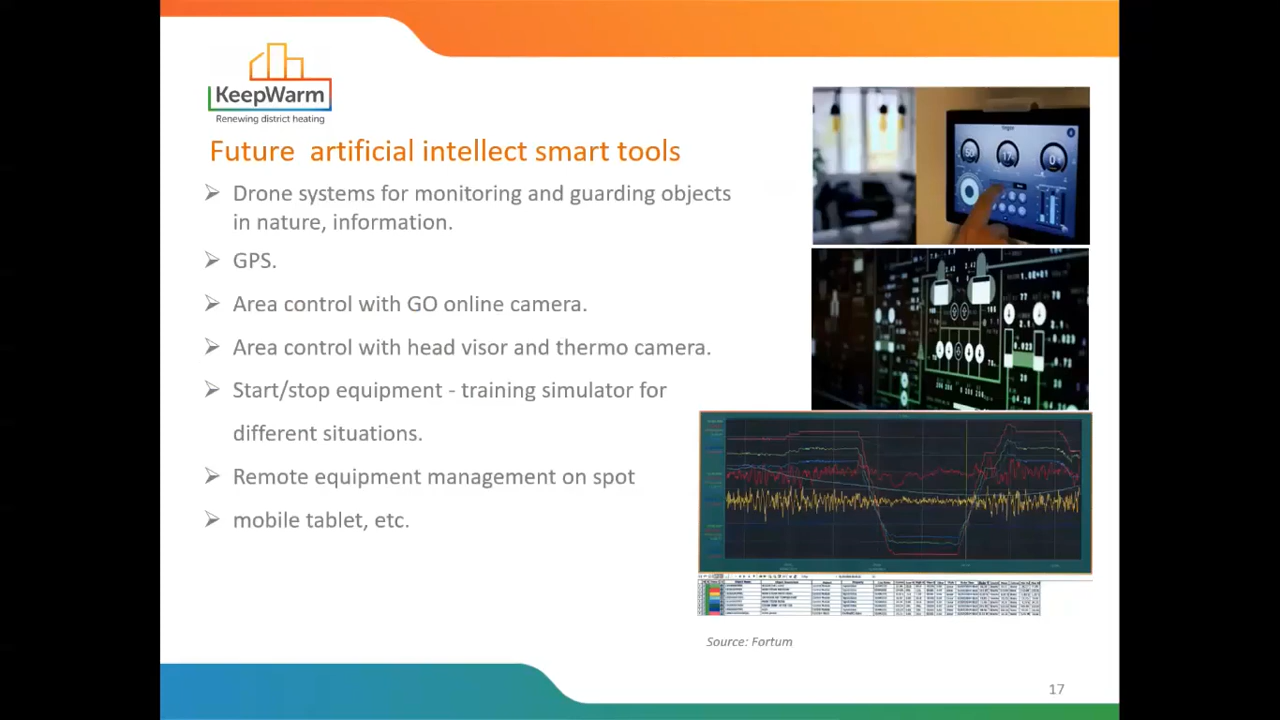 KeepWarm
Renewing district heating
Future artificial intellect smart tools
Drone systems for monitoring and guarding objects
in nature, information.
GPS.
Area control with GO online camera.
Area control with head visor and thermo camera.
Start/stop equipment - training simulator for
different situations.
Remote equipment management on spot
mobile tablet, etc.
Source: Fortum
17